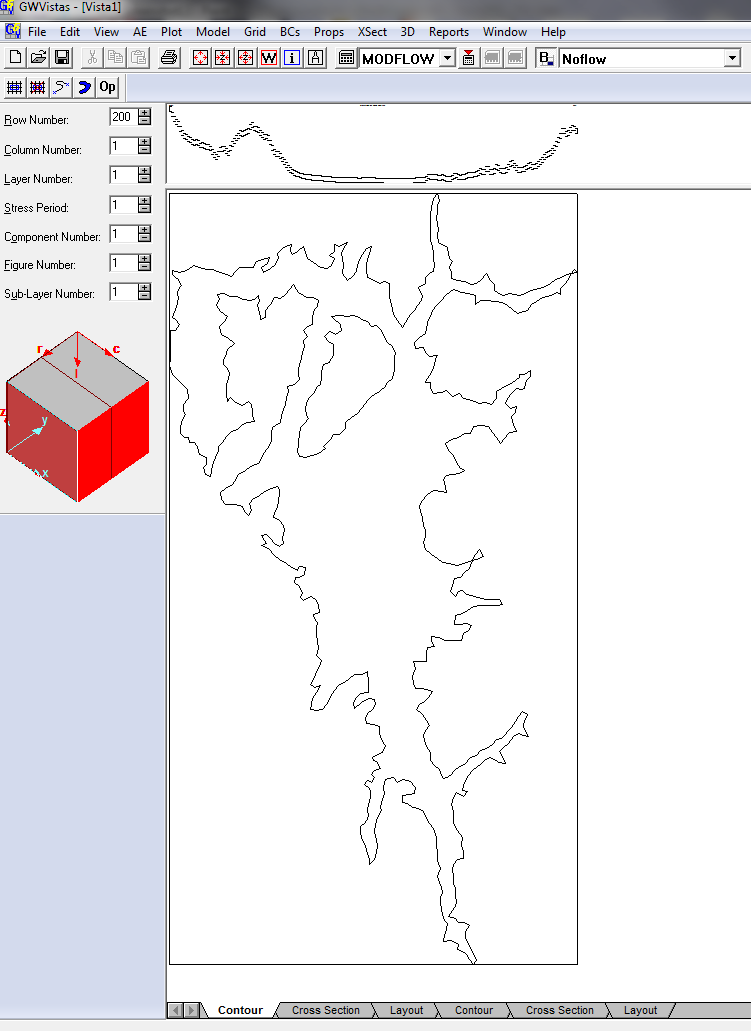 GWVistas - [Vista1]
File Edit View AE Plot Model Grid BCs Props XSect 3D Reports Window Help
W i A MODFLOW B Noflow
Op
Row Number: 200
Column Number: 1
Layer Number: 1
Stress Period: 1
Component Number: 1
Figure Number: 1
Sub-Layer Number: 1
r c
l
z y
x
Contour Cross Section Layout Contour Cross Section Layout